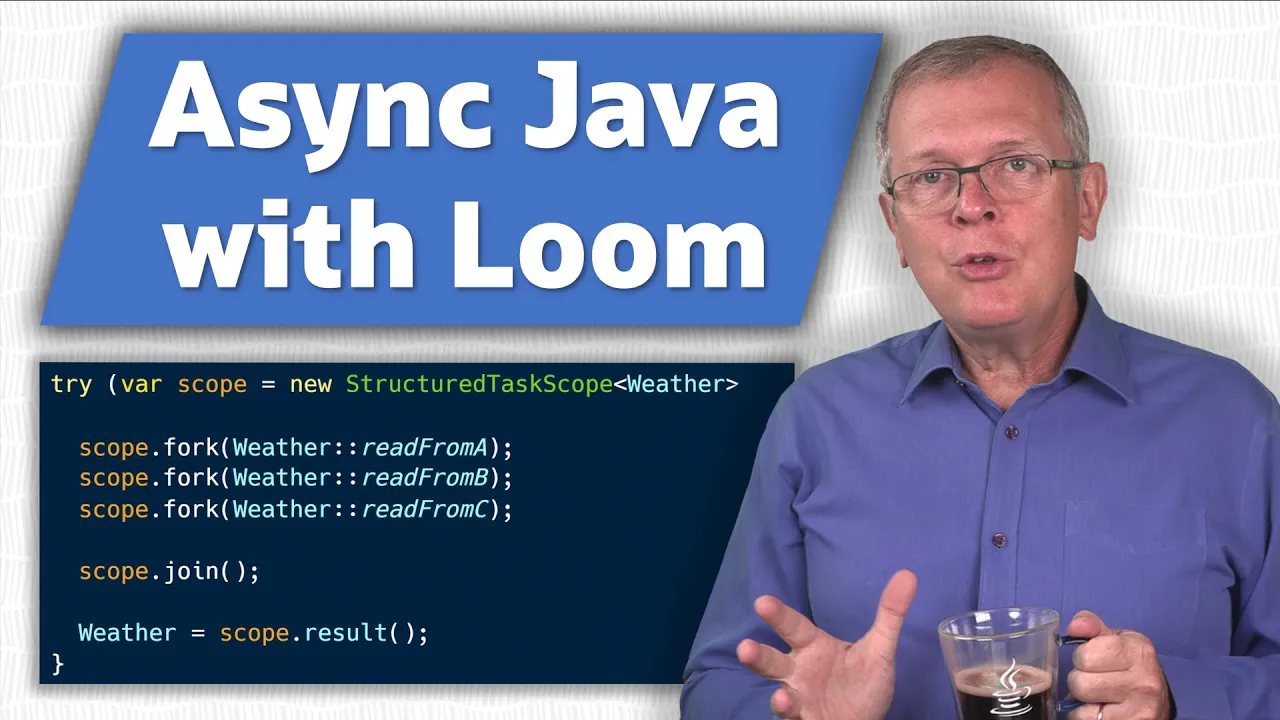 Async Java
with Loom
try (var scope = new StructuredTaskScope<Weather>
scope.fork(Weather::readFromA);
scope.fork(Weather::readFromB);
scope.fork(Weather::readFromC);
scope.join();
Weather = scope.result();
}